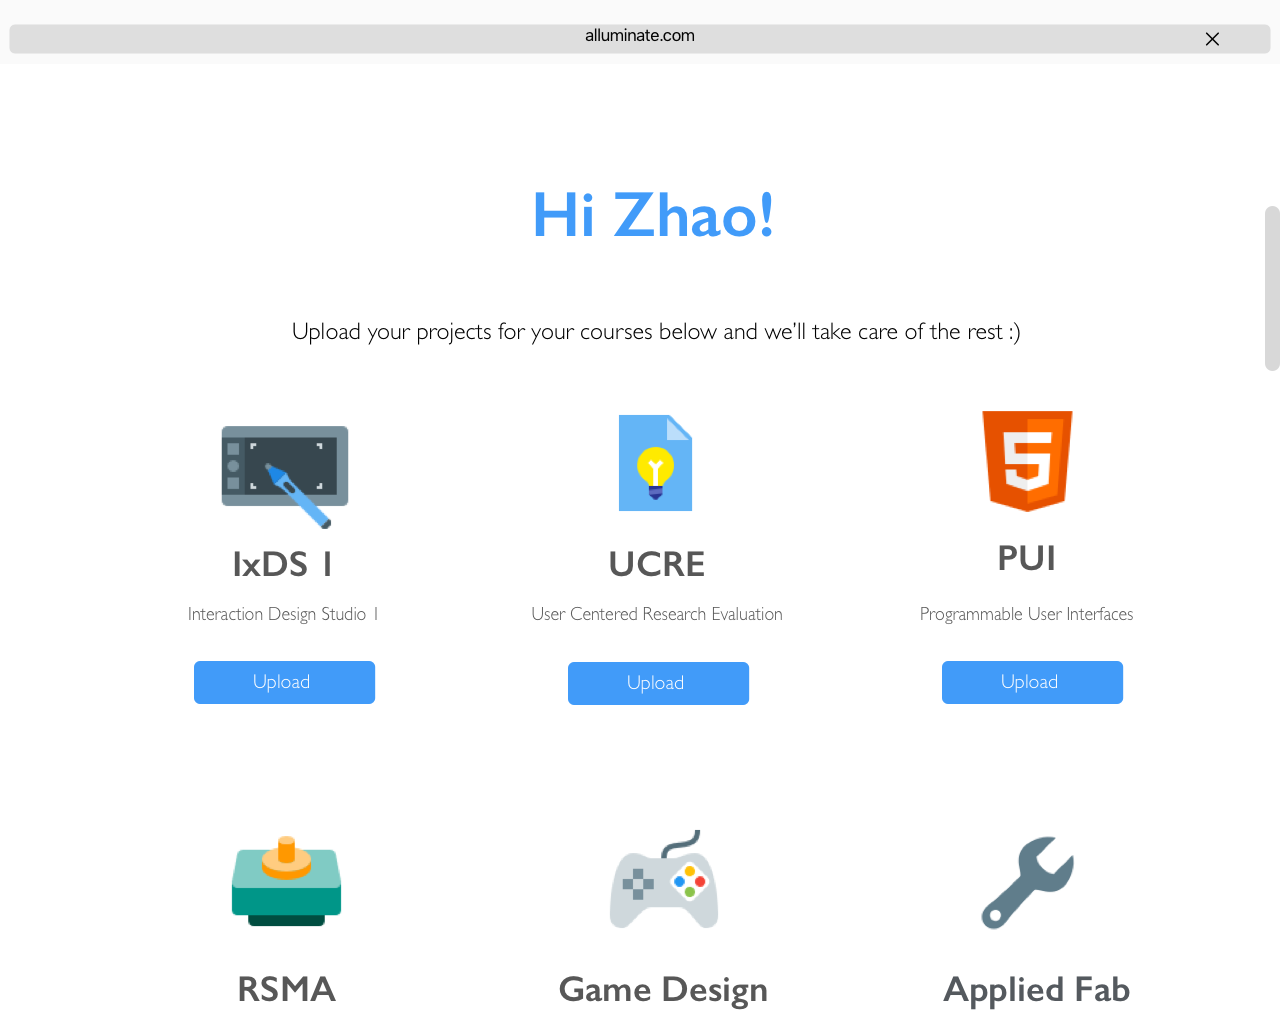 alluminate.com
Hi Zhao!
Upload your projects for your courses below and we'll take care of the rest :)
IxDS 1
UCRE
PUI
Interaction Design Studio 1
User Centered Research Evaluation
Programmable User Interfaces
Upload
Upload
Upload
RSMA
Game Design
Applied Fab